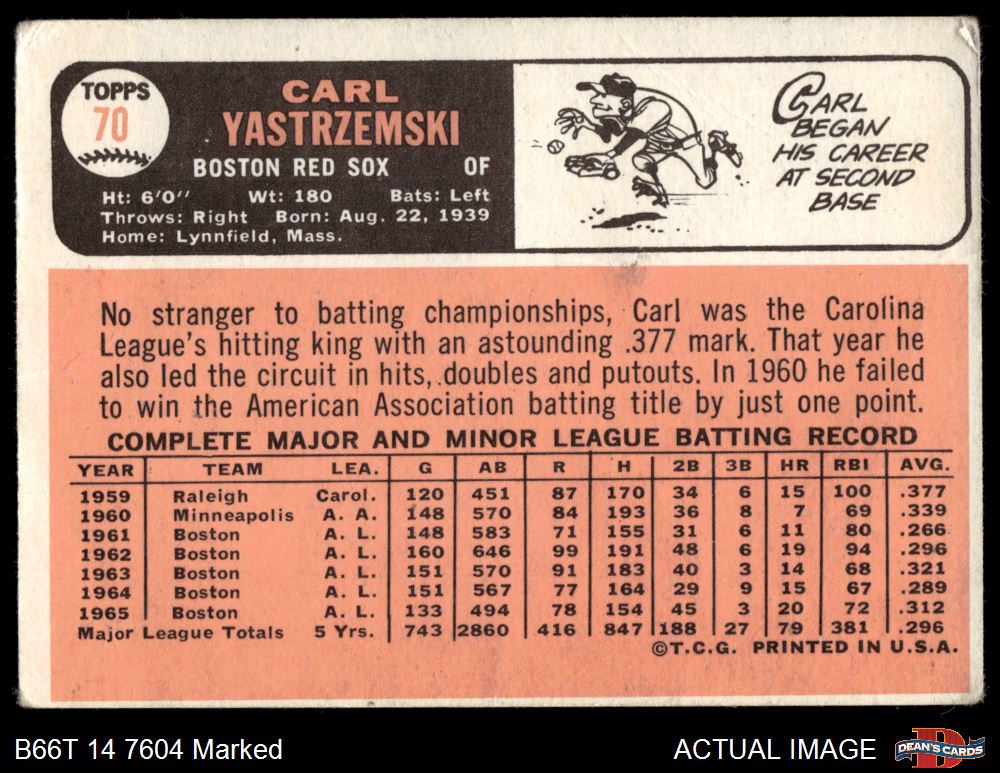 TOPPS
70
CARL
YASTRZEMSKI
BOSTON RED SOX OF
Ht: 6'0" Wt: 180 Bats: Left
Throws: Right Born: Aug. 22, 1939
Home: Lynnfield, Mass.
CARL
BEGAN
HIS CAREER
AT SECOND
BASE
No stranger to batting championships, Carl was the Carolina
League's hitting king with an astounding .377 mark. That year he
also led the circuit in hits, doubles and putouts. In 1960 he failed
to win the American Association batting title by just one point.
COMPLETE MAJOR AND MINOR LEAGUE BATTING RECORD
YEAR TEAM LEA. G AB R H 2B 3B HR RBI AVG.
1959 Raleigh Carol. 120 451 87 170 34 6 15 100 .377
1960 Minneapolis A. A. 148 570 84 193 36 8 7 69 .339
1961 Boston A. L. 148 583 71 155 31 6 11 80 .266
1962 Boston A. L. 160 646 99 191 48 6 19 94 .296
1963 Boston A. L. 151 570 91 183 40 3 14 68 .321
1964 Boston A. L. 151 567 77 164 29 9 15 67 .289
1965 Boston A. L. 133 494 78 154 45 3 20 72 .312
Major League Totals 5 Yrs. 743 2860 416 847 188 27 79 381 .296
©T.C.G. PRINTED IN U.S.A.
B66T 14 7604 Marked
ACTUAL IMAGE
DEAN'S CARDS